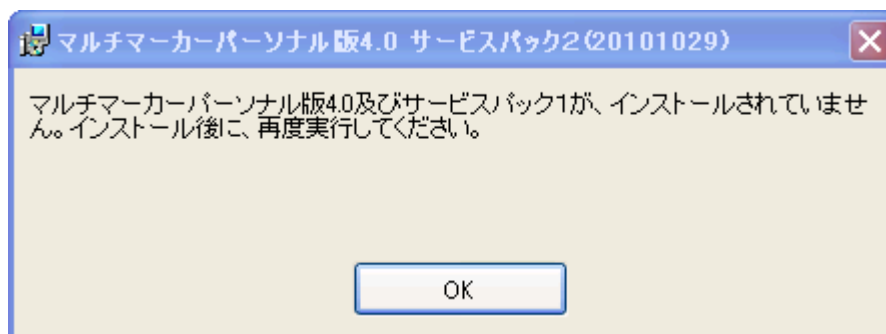 マルチマーカーパーソナル版4.0 サービスパック2(20101029)
マルチマーカーパーソナル版4.0及びサービスパック1が、インストールされていませ
ん。インストール後に、再度実行してください。
OK